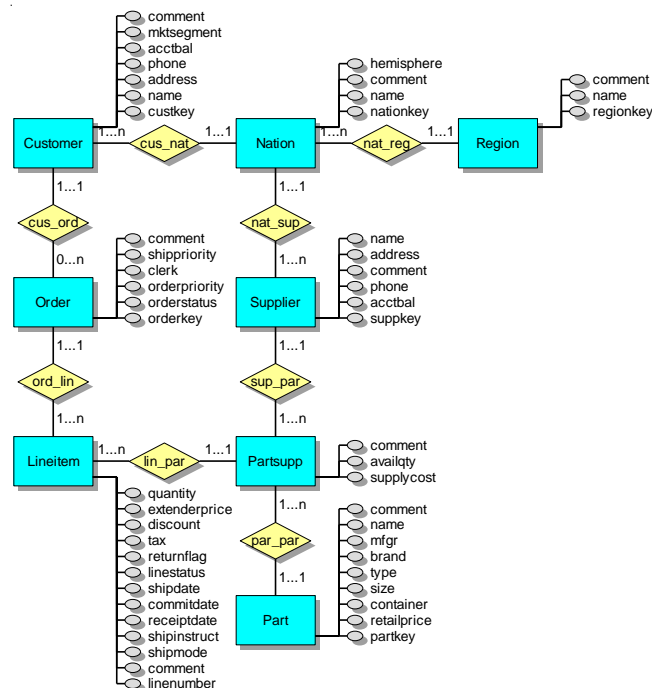 comment
mktsegment
acctbal
phone
address
name
custkey
hemisphere
comment
name
nationkey
comment
name
regionkey
Customer
1...n
cus_nat
1...1
Nation
1...n
nat_reg
1...1
Region
1...1
cus_ord
0...n
1...1
nat_sup
1...n
comment
shippriority
clerk
orderpriority
orderstatus
orderkey
Order
name
address
comment
phone
acctbal
suppkey
Supplier
1...1
ord_lin
1...n
1...1
sup_par
1...n
Lineitem
1...n
lin_par
1...1
Partsupp
comment
availqty
supplycost
quantity
extenderprice
discount
tax
returnflag
linestatus
shipdate
commitdate
receiptdate
shipinstruct
shipmode
comment
linenumber
1...n
par_par
1...1
Part
comment
name
mfgr
brand
type
size
container
retailprice
partkey